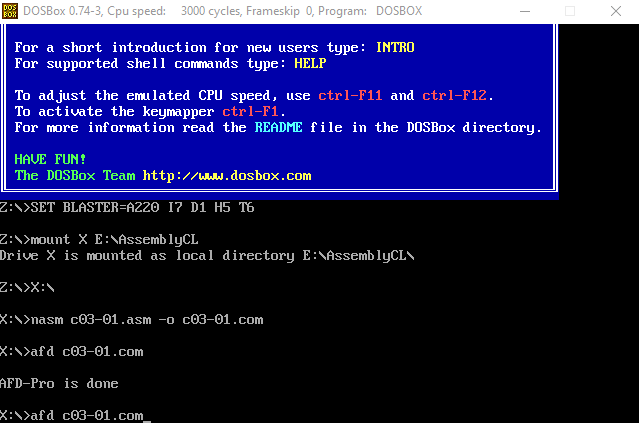 DOSBox 0.74-3, Cpu speed: 3000 cycles, Frameskip 0, Program: DOSBOX
For a short introduction for new users type: INTRO
For supported shell commands type: HELP
To adjust the emulated CPU speed, use ctrl-F11 and ctrl-F12.
To activate the keymapper ctrl-F1.
For more information read the README file in the DOSBox directory.
HAVE FUN!
The DOSBox Team http://www.dosbox.com
Z:\>SET BLASTER=A220 I7 D1 H5 T6
Z:\>mount X E:\AssemblyCL
Drive X is mounted as local directory E:\AssemblyCL\
Z:\>X:\
X:\>nasm c03-01.asm -o c03-01.com
X:\>afd c03-01.com
AFD-Pro is done
X:\>afd c03-01.com_